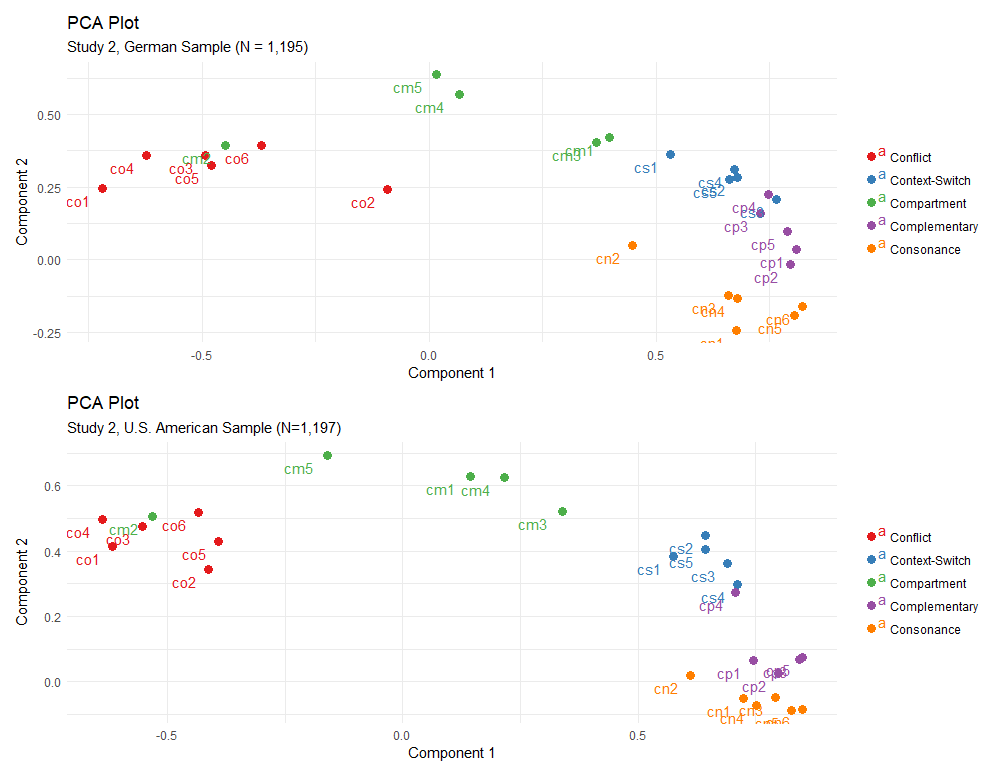 PCA Plot
Study 2, German Sample (N = 1,195)
Component 2
0.50
0.25
0.00
-0.25
cm5
cm4
co4
cm2
co3
co6
co5
co1
co2
cm1
cm3
cs1
cs4
cs2
cs5
cp4
cp3
cp5
cp1
cp2
cn2
cn3
cn4
cn6
cn5
cn1
-0.5
0.0
0.5
Component 1
a Conflict
a Context-Switch
a Compartment
a Complementary
a Consonance
PCA Plot
Study 2, U.S. American Sample (N=1,197)
Component 2
0.6
0.4
0.2
0.0
cm5
cm1
cm4
cm3
co4
cm2
co3
co6
co1
co5
co2
cs2
cs5
cs1
cs3
cs4
cp4
cp1
cp5
cp2
cn2
cn1
cn3
cn4
-0.5
0.0
0.5
Component 1
a Conflict
a Context-Switch
a Compartment
a Complementary
a Consonance